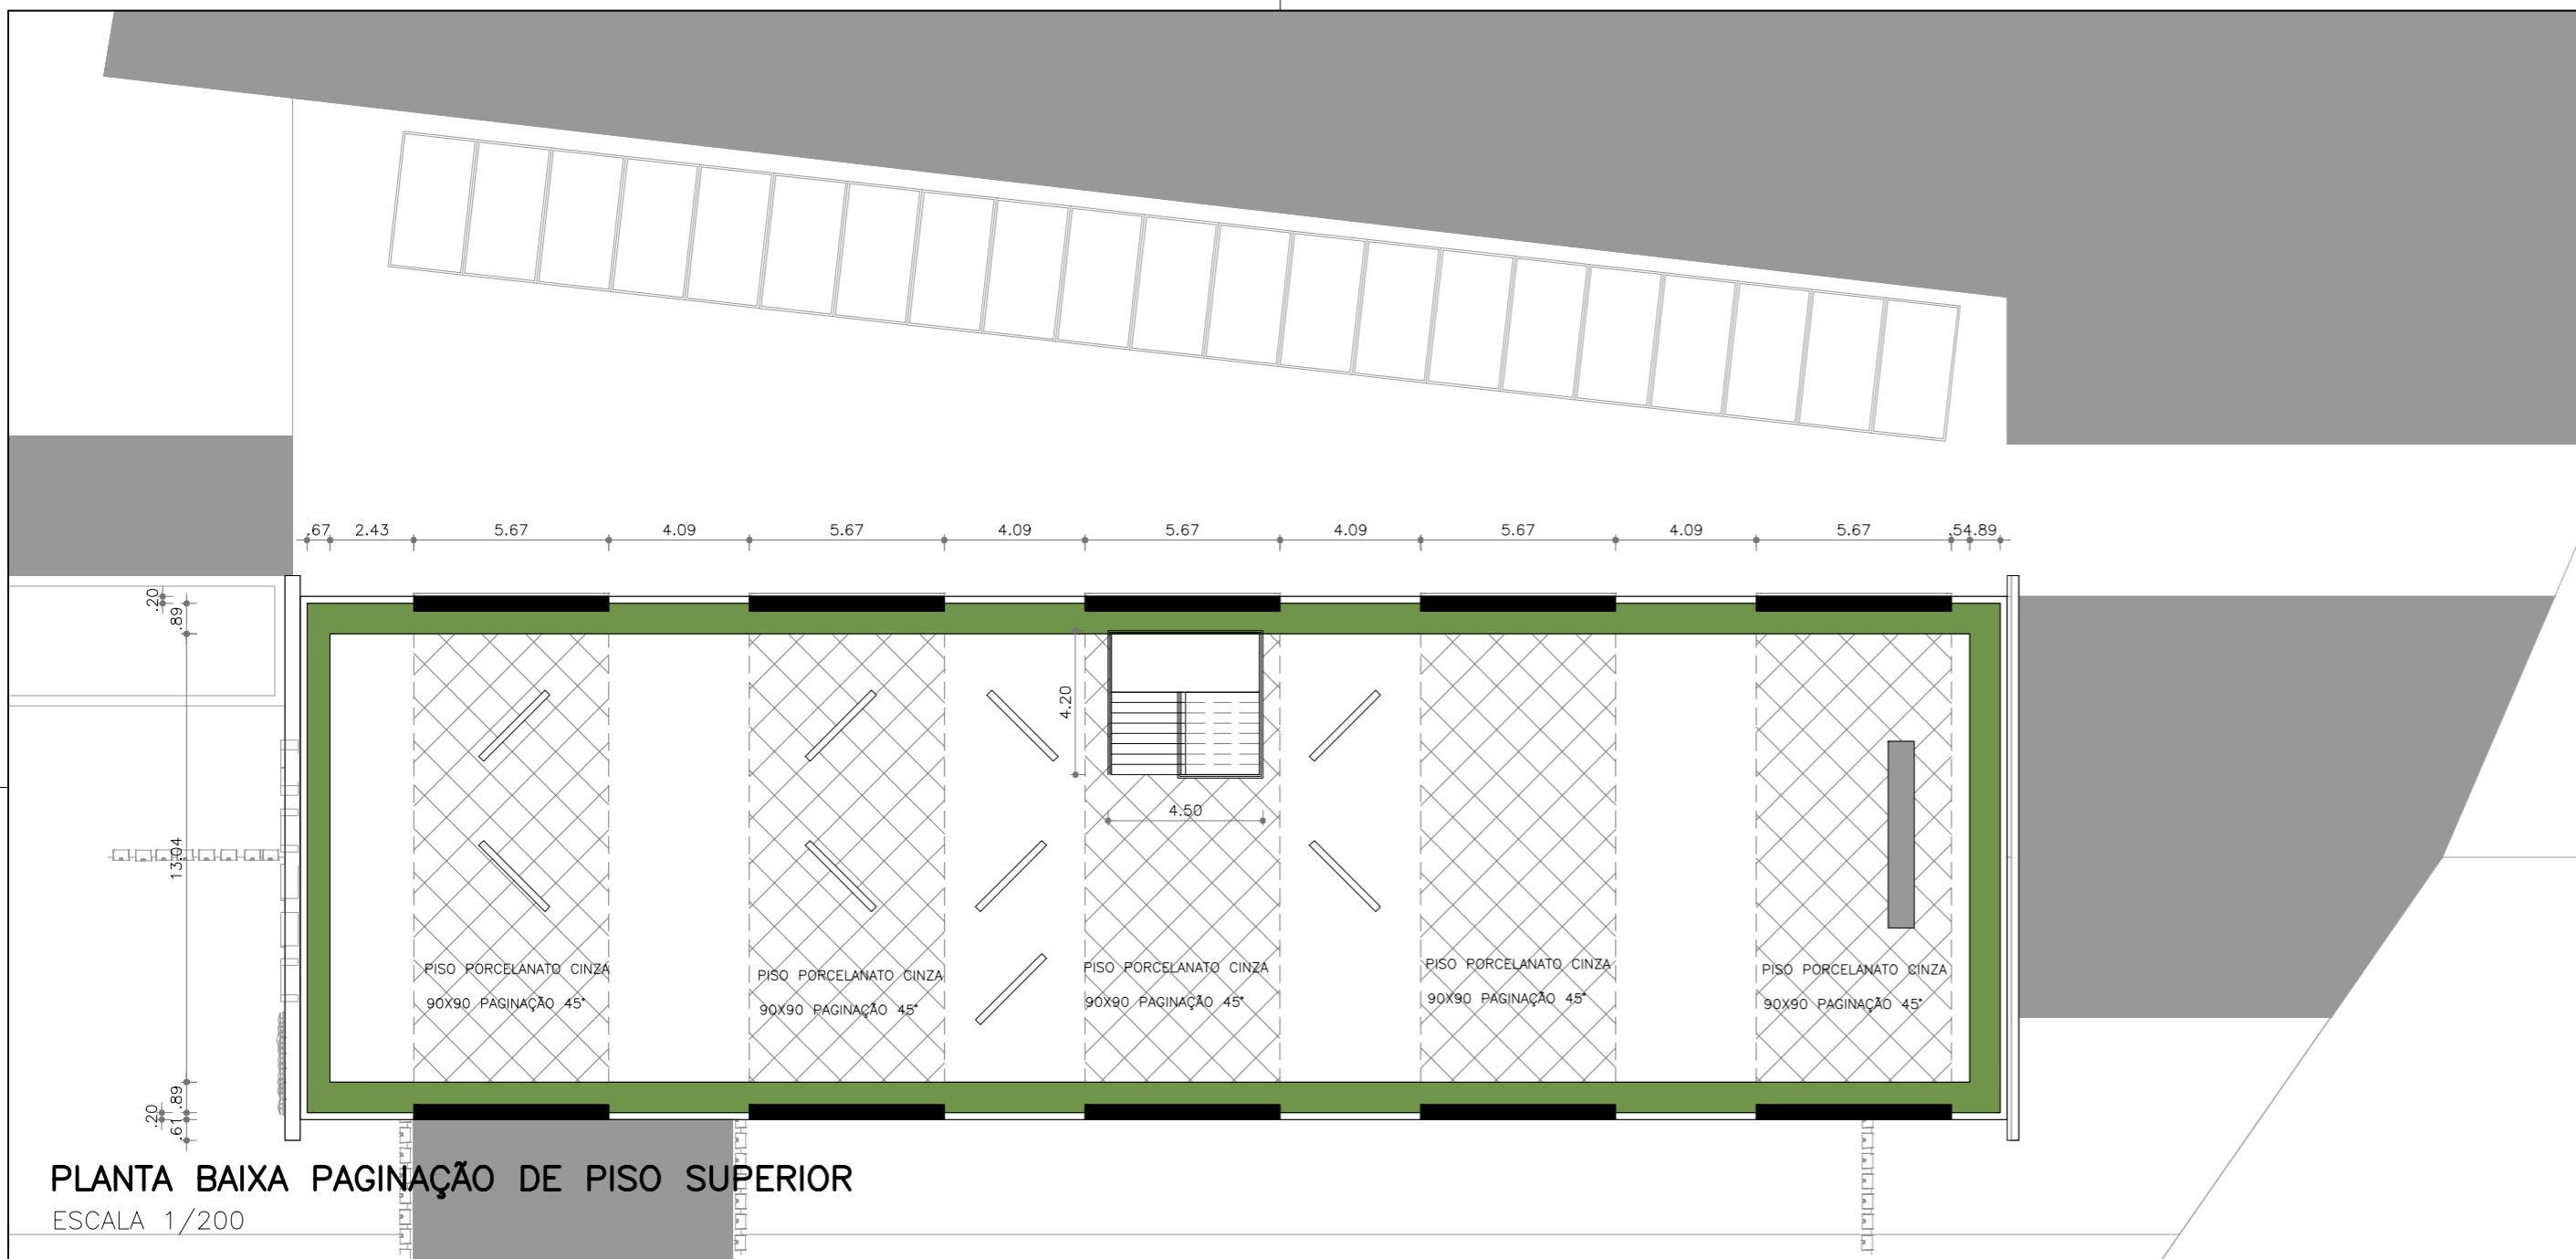 .67 2.43 5.67 4.09 5.67 4.09 5.67 4.09 5.67 4.09 5.67 .54 .89
.20
.89
4.20
4.50
13.04
PISO PORCELANATO CINZA
90X90 PAGINAÇÃO 45°
PISO PORCELANATO CINZA
90X90 PAGINAÇÃO 45°
PISO PORCELANATO CINZA
90X90 PAGINAÇÃO 45°
PISO PORCELANATO CINZA
90X90 PAGINAÇÃO 45°
PISO PORCELANATO CINZA
90X90 PAGINAÇÃO 45°
.89
.20
.61
PLANTA BAIXA PAGINAÇÃO DE PISO SUPERIOR
ESCALA 1/200